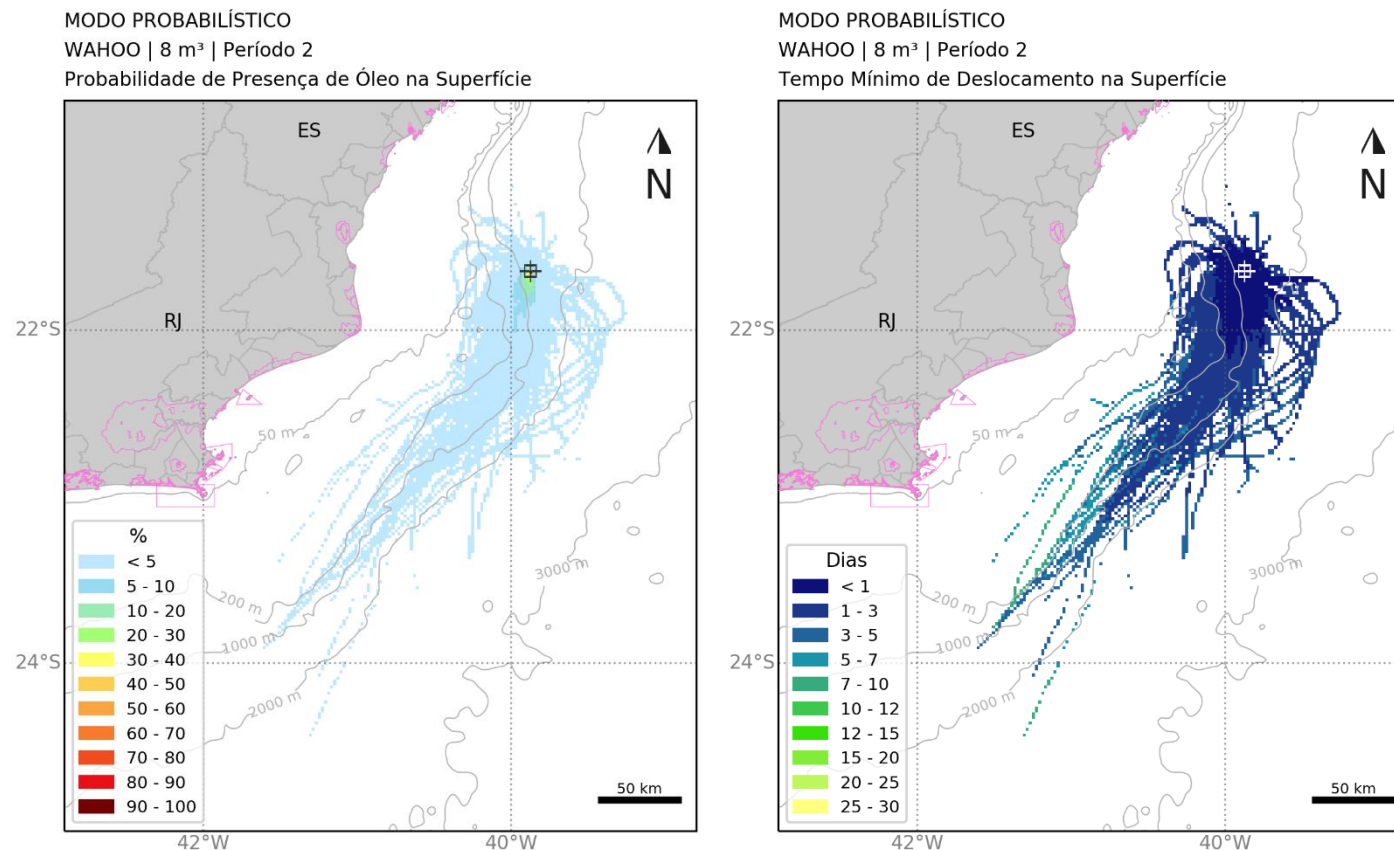 MODO PROBABILÍSTICO
WAHOO | 8 m³ | Período 2
Probabilidade de Presença de Óleo na Superfície
ES
N
RJ
22°S
50 m
%
< 5
5 - 10
10 - 20
20 - 30
30 - 40
40 - 50
50 - 60
60 - 70
70 - 80
80 - 90
90 - 100
200 m
1000 m
2000 m
3000 m
24°S
50 km
42°W
40°W
MODO PROBABILÍSTICO
WAHOO | 8 m³ | Período 2
Tempo Mínimo de Deslocamento na Superfície
ES
N
RJ
22°S
50 m
Dias
< 1
1 - 3
3 - 5
5 - 7
7 - 10
10 - 12
12 - 15
15 - 20
20 - 25
25 - 30
200 m
1000 m
2000 m
3000 m
24°S
50 km
42°W
40°W